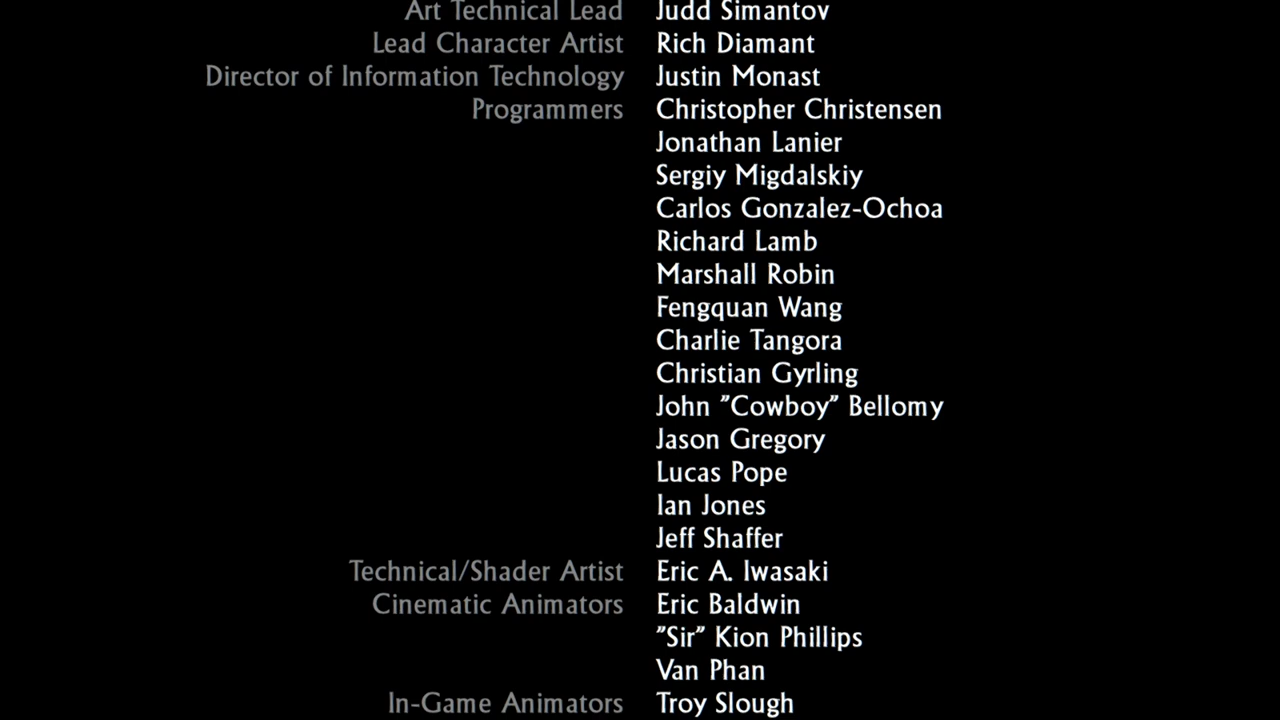 Art Technical Lead Judd Simantov
Lead Character Artist Rich Diamant
Director of Information Technology Justin Monast
Programmers Christopher Christensen
Jonathan Lanier
Sergiy Migdalskiy
Carlos Gonzalez-Ochoa
Richard Lamb
Marshall Robin
Fengquan Wang
Charlie Tangora
Christian Gyrling
John "Cowboy" Bellomy
Jason Gregory
Lucas Pope
Ian Jones
Jeff Shaffer
Technical/Shader Artist Eric A. Iwasaki
Cinematic Animators Eric Baldwin
"Sir" Kion Phillips
Van Phan
In-Game Animators Troy Slough